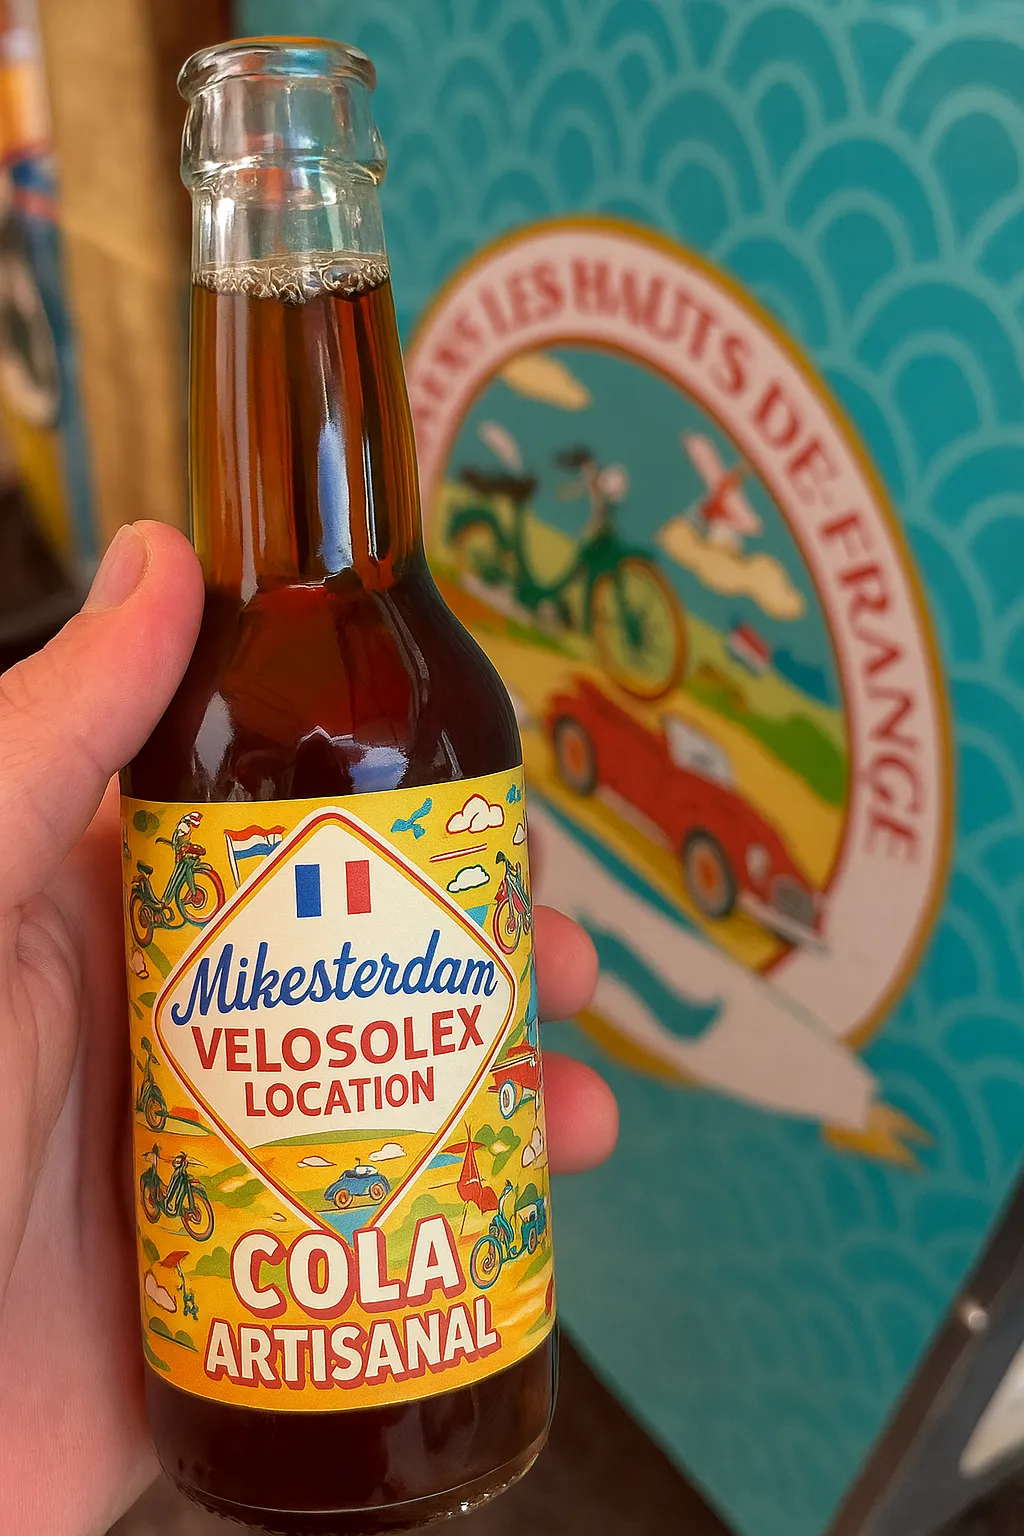 Mikesterdam
VELOSOLEX
LOCATION
COLA
ARTISANAL
LES HAUTS DE-FRANCE